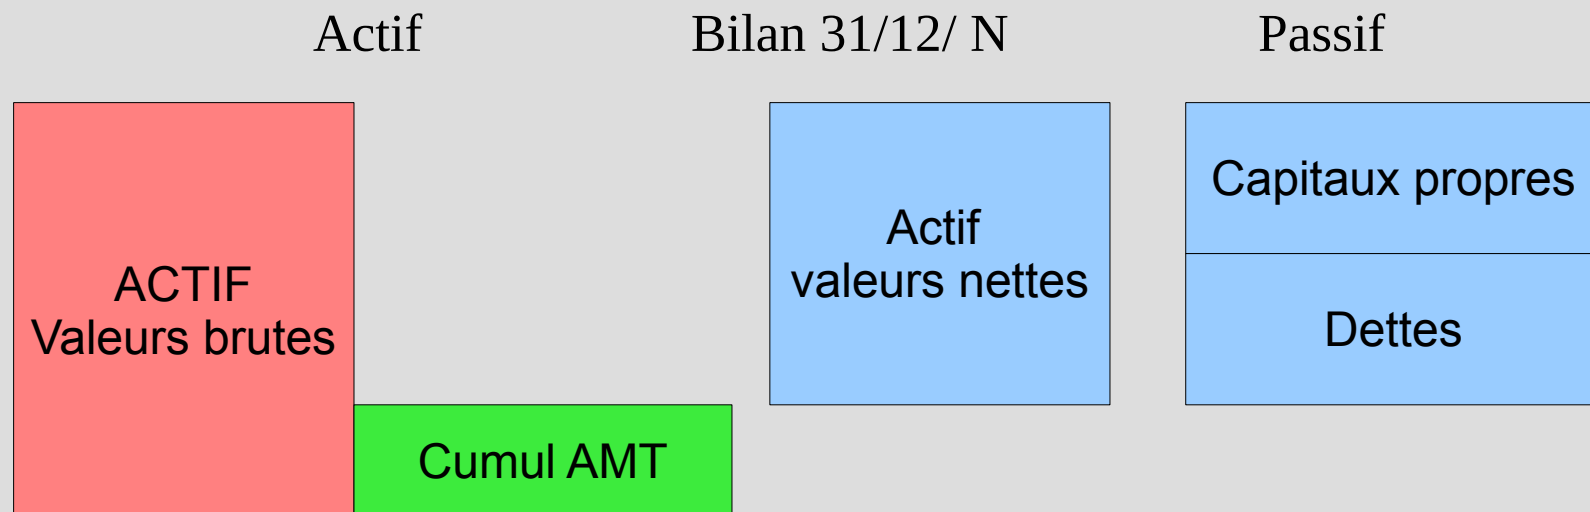 Actif
Bilan 31/12/ N
Passif
ACTIF
Valeurs brutes
Cumul AMT
Actif
valeurs nettes
Capitaux propres
Dettes